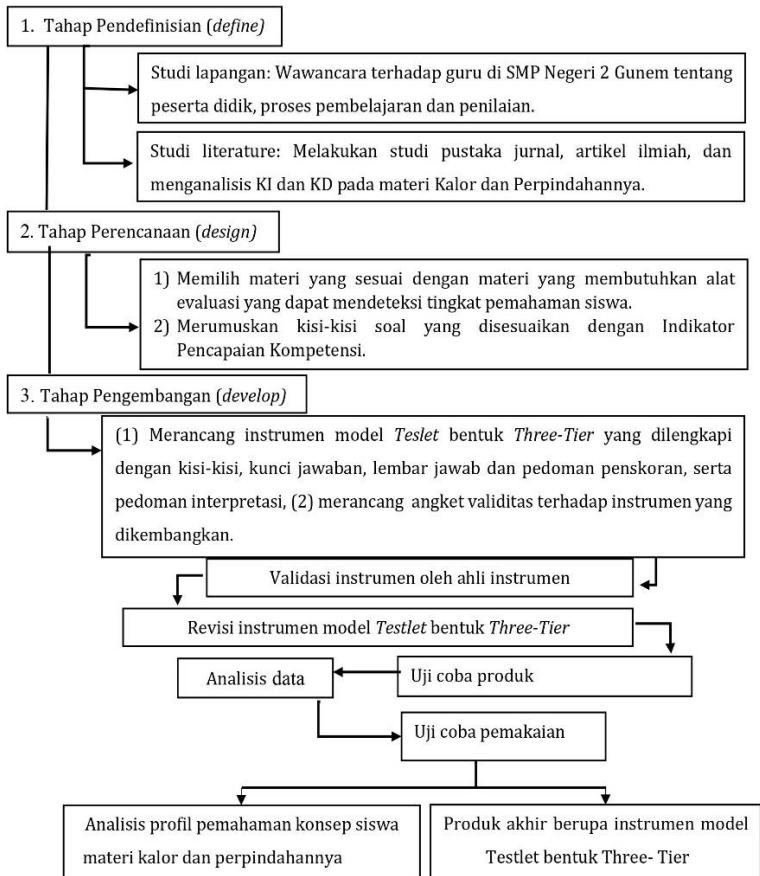 1. Tahap Pendefinisian (define)
Studi lapangan: Wawancara terhadap guru di SMP Negeri 2 Gunem tentang
peserta didik, proses pembelajaran dan penilaian.
Studi literature: Melakukan studi pustaka jurnal, artikel ilmiah, dan
menganalisis KI dan KD pada materi Kalor dan Perpindahannya.
2. Tahap Perencanaan (design)
1) Memilih materi yang sesuai dengan materi yang membutuhkan alat
evaluasi yang dapat mendeteksi tingkat pemahaman siswa.
2) Merumuskan kisi-kisi soal yang disesuaikan dengan Indikator
Pencapaian Kompetensi.
3. Tahap Pengembangan (develop)
(1) Merancang instrumen model Teslet bentuk Three-Tier yang dilengkapi
dengan kisi-kisi, kunci jawaban, lembar jawab dan pedoman penskoran, serta
pedoman interpretasi, (2) merancang angket validitas terhadap instrumen yang
dikembangkan.
Validasi instrumen oleh ahli instrumen
Revisi instrumen model Testlet bentuk Three-Tier
Analisis data
Uji coba produk
Uji coba pemakaian
Analisis profil pemahaman konsep siswa
materi kalor dan perpindahannya
Produk akhir berupa instrumen model
Testlet bentuk Three- Tier